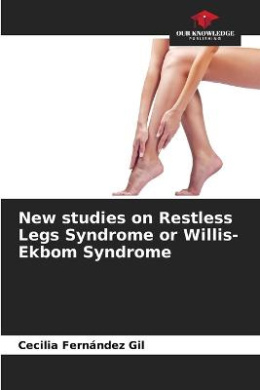 OUR KNOWLEDGE
PUBLISHING
New studies on Restless
Legs Syndrome or Willis-
Ekbom Syndrome
Cecilia Fernández Gil